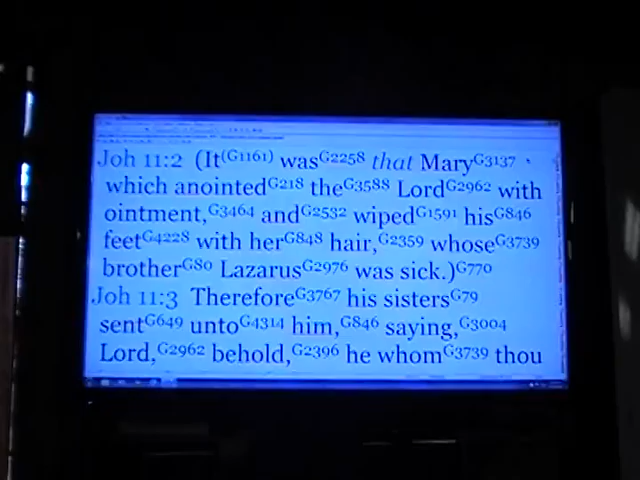 Joh 11:2 (It(G1161) wasG2258 that MaryG3137
which anointedG218 theG3588 LordG2962 with
ointment,G3464 andG2532 wipedG1591 hisG846
feetG4228 with herG848 hair,G2359 whoseG3739
brotherG80 LazarusG2976 was sick.)G770
Joh 11:3 ThereforeG3767 his sistersG79
sentG649 untoG4314 him,G846 saying,G3004
Lord,G2962 behold,G2396 he whomG3739 thou